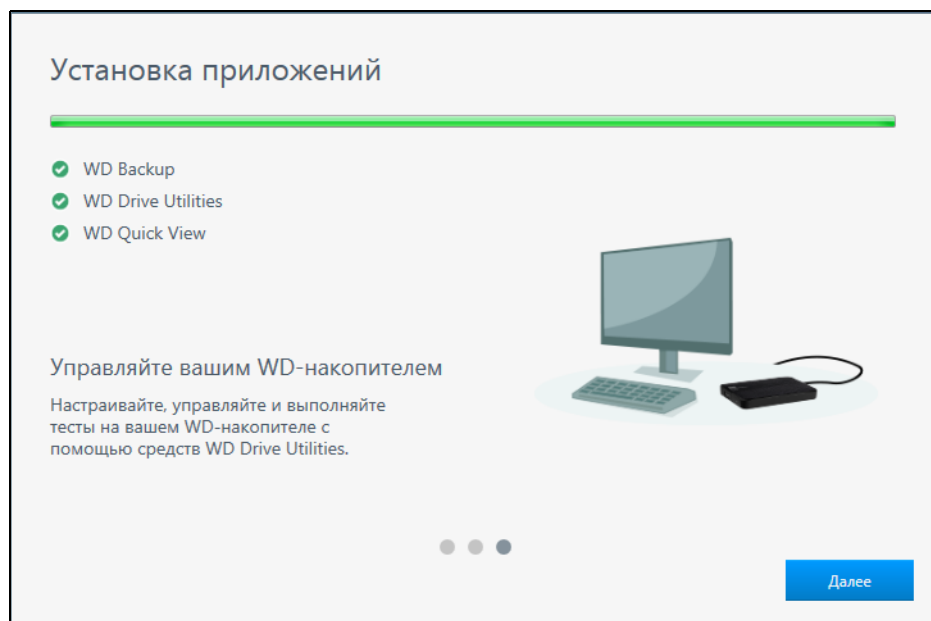 Установка приложений
WD Backup
WD Drive Utilities
WD Quick View
Управляйте вашим WD-накопителем
Настраивайте, управляйте и выполняйте
тесты на вашем WD-накопителе с
помощью средств WD Drive Utilities.
Далее